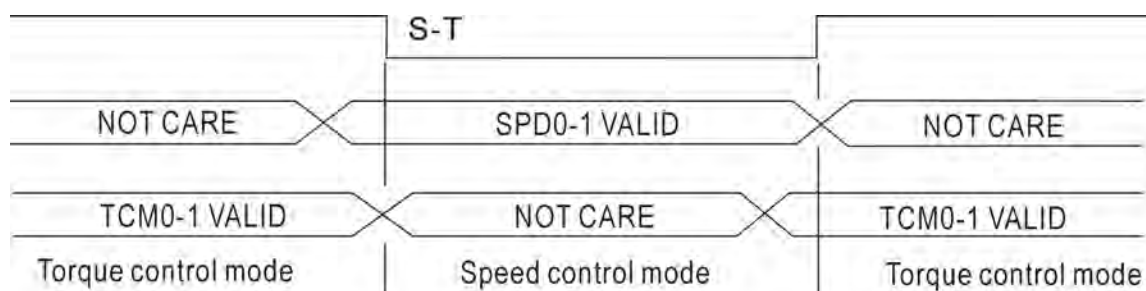 S-T
NOT CARE SPD0-1 VALID NOT CARE
TCM0-1 VALID NOT CARE TCM0-1 VALID
Torque control mode Speed control mode Torque control mode